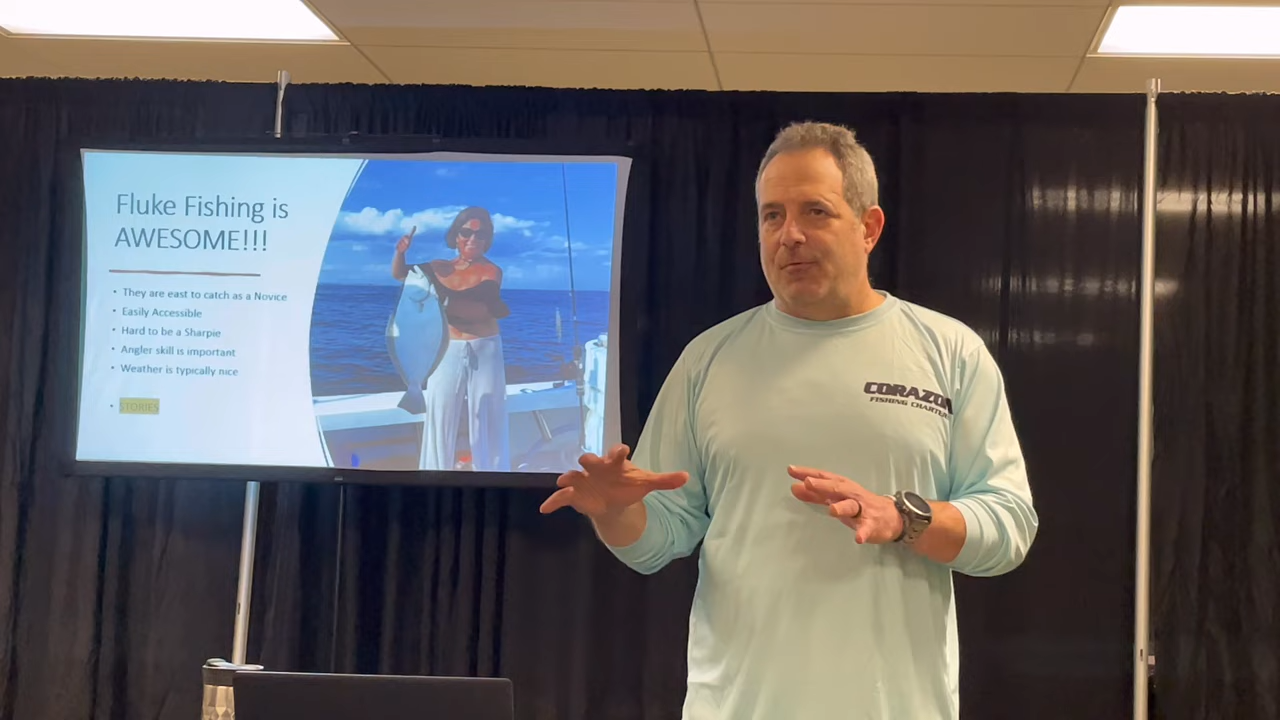 Fluke Fishing is
AWESOME!!!
• They are east to catch as a Novice
• Easily Accessible
• Hard to be a Sharpie
• Angler skill is important
• Weather is typically nice
• STORIES
CORAZON
FISHING CHARTERS